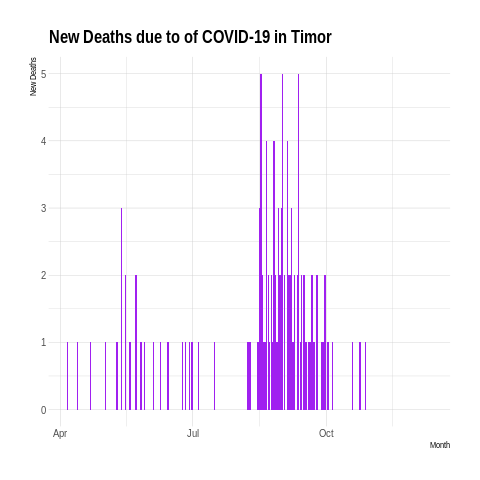 New Deaths due to of COVID-19 in Timor
New Deaths
5
4
3
2
1
0
Apr
Jul
Oct
Month